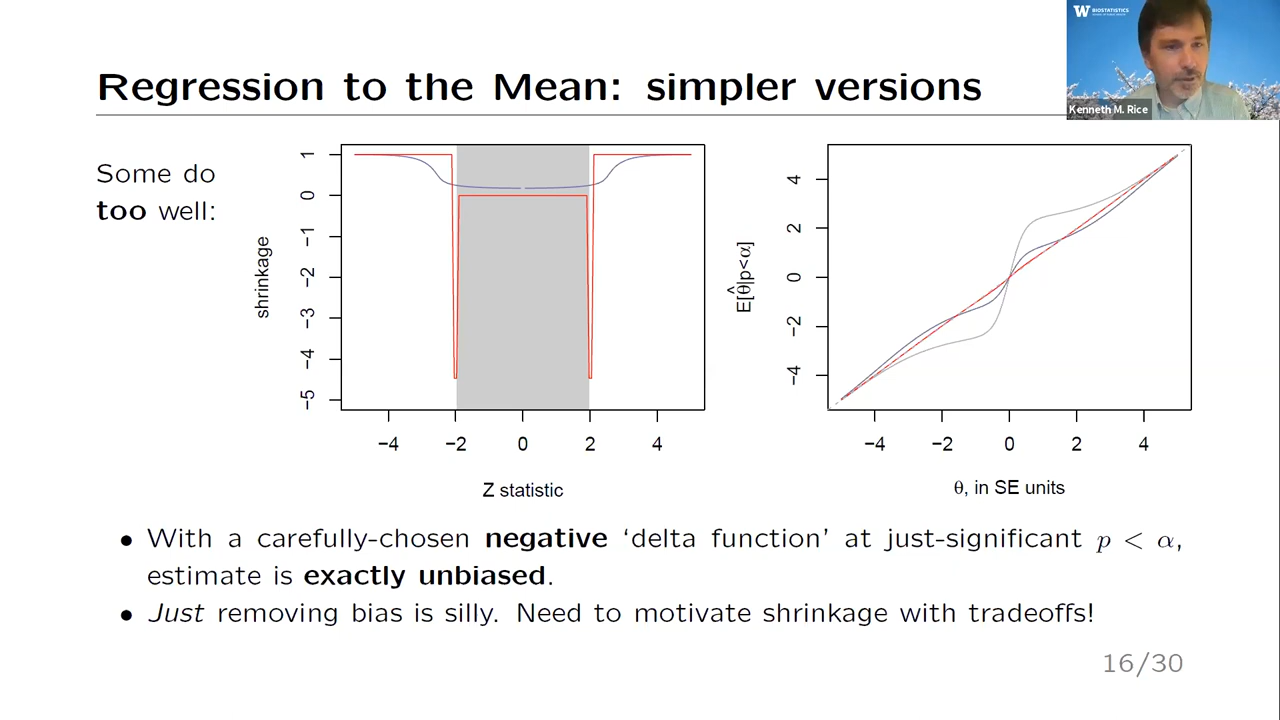 W BIOSTATISTICS
Kenneth M. Rice
Regression to the Mean: simpler versions
Some do
too well:
shrinkage
1
0
−1
−2
−3
−4
−5
−4
−2
0
2
4
Z statistic
E[θ̂|p<α]
4
2
0
−2
−4
−4
−2
0
2
4
θ, in SE units
• With a carefully-chosen negative ‘delta function’ at just-significant p < α,
estimate is exactly unbiased.
• Just removing bias is silly. Need to motivate shrinkage with tradeoffs!
16/30